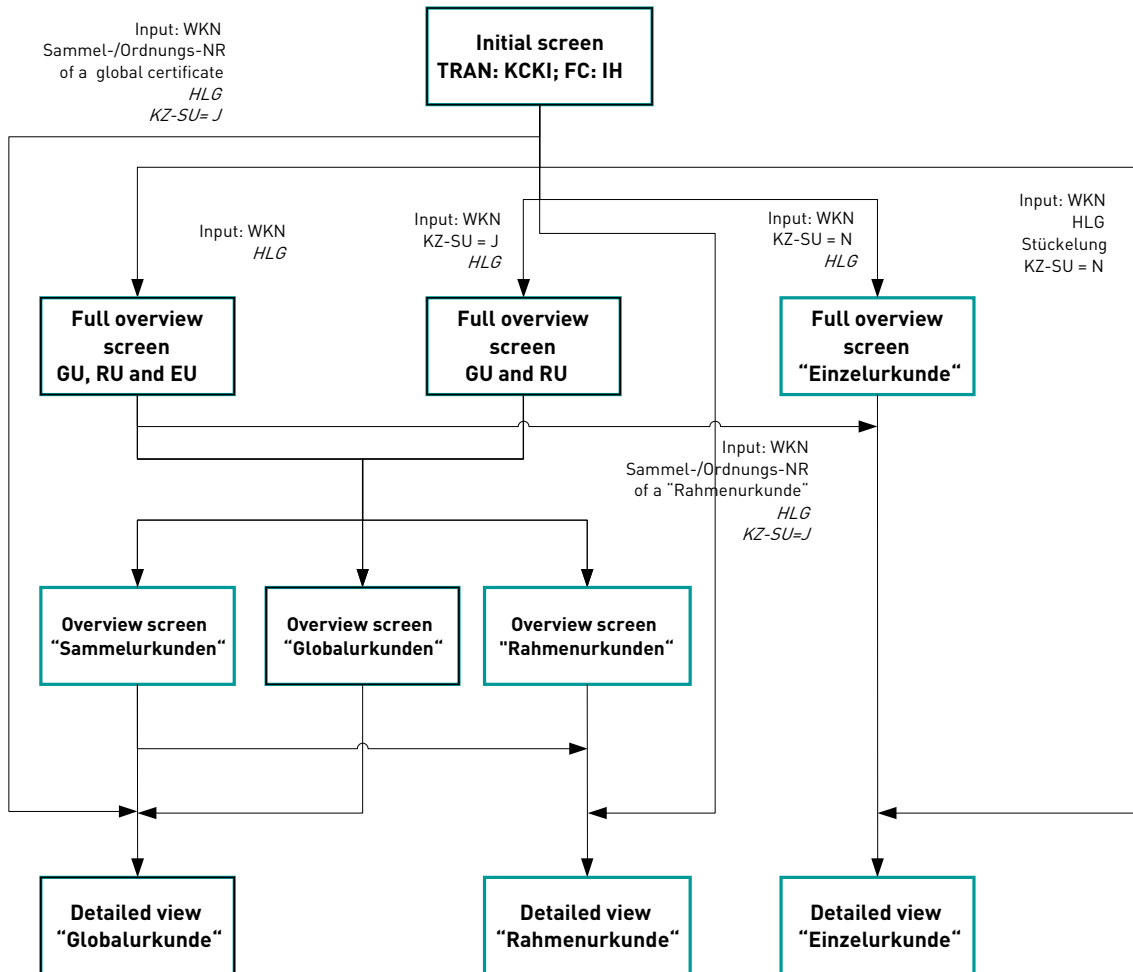 Input: WKN
Sammel-/Ordnungs-NR
of a global certificate
HLG
KZ-SU= J
Initial screen
TRAN: KCKI; FC: IH
Input: WKN
HLG
Input: WKN
KZ-SU = J
HLG
Input: WKN
KZ-SU = N
HLG
Input: WKN
HLG
Stückelung
KZ-SU = N
Full overview
screen
GU, RU and EU
Full overview
screen
GU and RU
Full overview
screen
“Einzelurkunde“
Input: WKN
Sammel-/Ordnungs-NR
of a “Rahmenurkunde“
HLG
KZ-SU=J
Overview screen
“Sammelurkunden“
Overview screen
“Globalurkunden“
Overview screen
"Rahmenurkunden“
Detailed view
“Globalurkunde“
Detailed view
“Rahmenurkunde“
Detailed view
“Einzelurkunde“